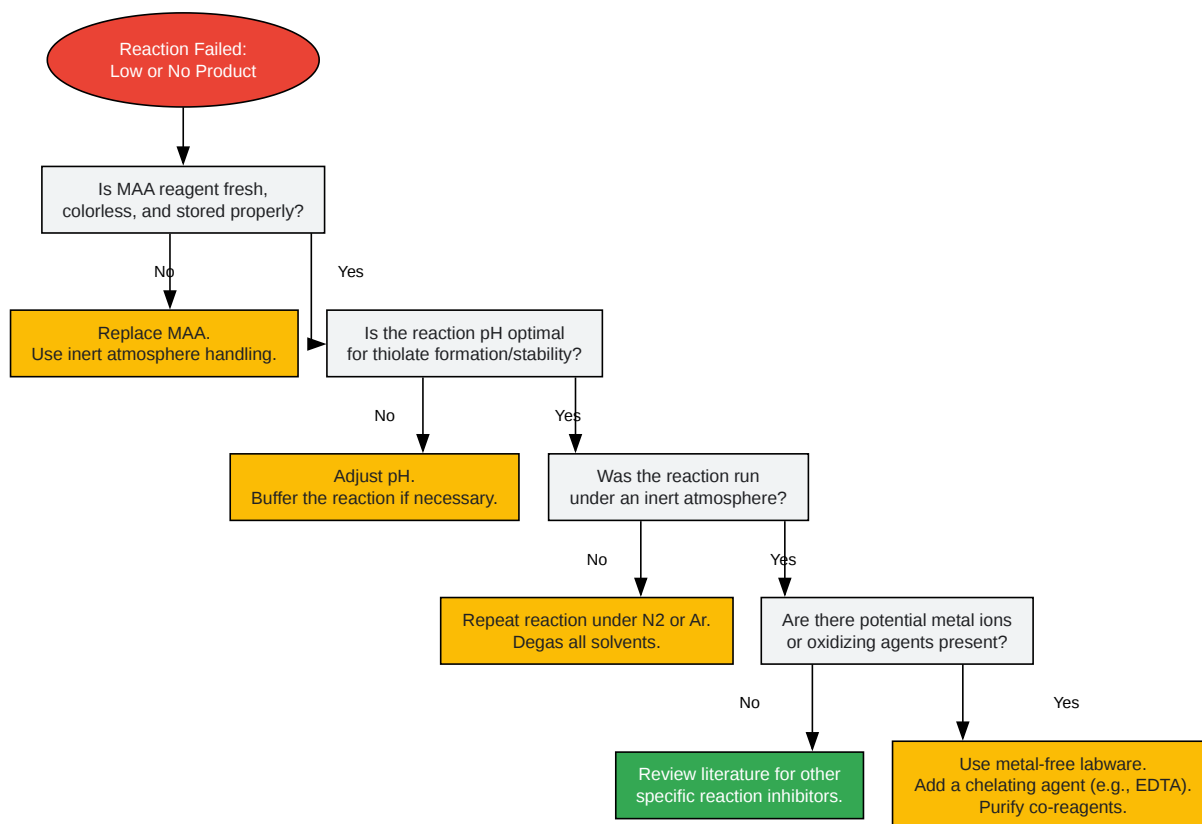 Reaction Failed:
Low or No Product
Is MAA reagent fresh,
colorless, and stored properly?
No
Yes
Replace MAA.
Use inert atmosphere handling.
Is the reaction pH optimal
for thiolate formation/stability?
No
Yes
Adjust pH.
Buffer the reaction if necessary.
Was the reaction run
under an inert atmosphere?
No
Yes
Repeat reaction under N2 or Ar.
Degas all solvents.
Are there potential metal ions
or oxidizing agents present?
No
Yes
Review literature for other
specific reaction inhibitors.
Use metal-free labware.
Add a chelating agent (e.g., EDTA).
Purify co-reagents.